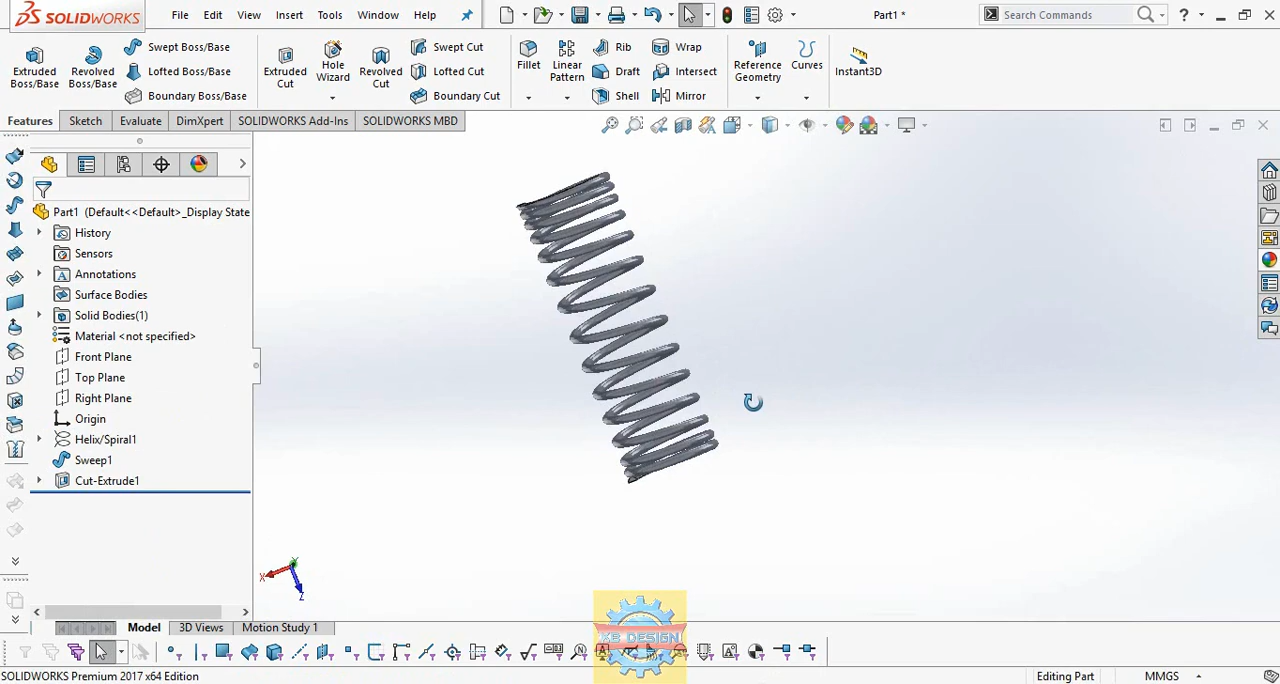 SOLIDWORKS File Edit View Insert Tools Window Help Part1 * Search Commands ?
Extruded Boss/Base
Revolved Boss/Base
Swept Boss/Base
Lofted Boss/Base
Boundary Boss/Base
Extruded Cut
Hole Wizard
Revolved Cut
Swept Cut
Lofted Cut
Boundary Cut
Fillet
Linear Pattern
Rib
Draft
Shell
Wrap
Intersect
Mirror
Reference Geometry
Curves
Instant3D
Features Sketch Evaluate DimXpert SOLIDWORKS Add-Ins SOLIDWORKS MBD
Part1 (Default<<Default>_Display State
History
Sensors
Annotations
Surface Bodies
Solid Bodies(1)
Material <not specified>
Front Plane
Top Plane
Right Plane
Origin
Helix/Spiral1
Sweep1
Cut-Extrude1
Y
X
Z
Model 3D Views Motion Study 1
KB DESIGN
SOLIDWORKS Premium 2017 x64 Edition Editing Part MMGS